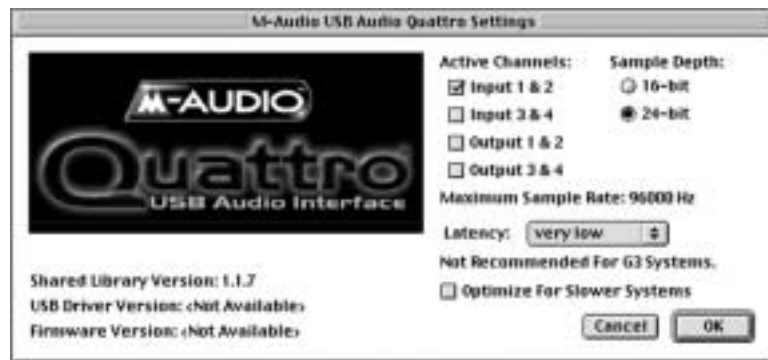 M-Audio USB Audio Quattro Settings
M-AUDIO
Quattro
USB Audio Interface
Shared Library Version: 1.1.7
USB Driver Version: <Not Available>
Firmware Version: <Not Available>
Active Channels:
Input 1 & 2
Input 3 & 4
Output 1 & 2
Output 3 & 4
Sample Depth:
16-bit
24-bit
Maximum Sample Rate: 96000 Hz
Latency: very low
Not Recommended For G3 Systems.
Optimize For Slower Systems
Cancel
OK